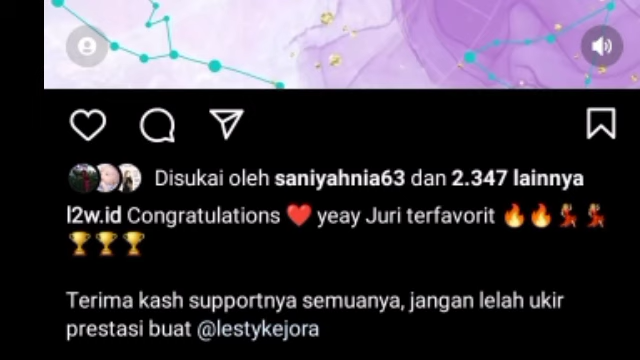 Disukai oleh saniyahnia63 dan 2.347 lainnya
l2w.id Congratulations ❤️ yeay Juri terfavorit 🔥🔥💃💃
🏆🏆🏆
Terima kash supportnya semuanya, jangan lelah ukir
prestasi buat @lestykejora